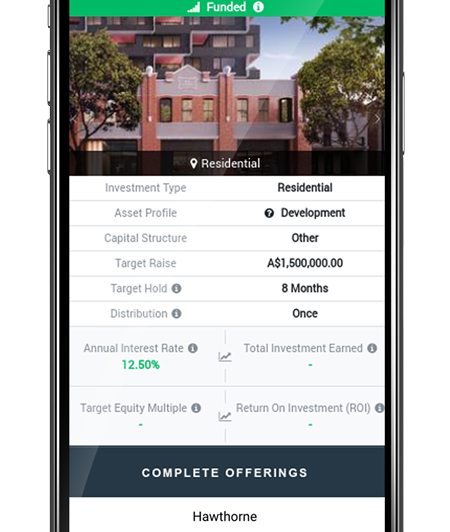 Funded
Residential
Investment Type Residential
Asset Profile Development
Capital Structure Other
Target Raise A$1,500,000.00
Target Hold 8 Months
Distribution Once
Annual Interest Rate Total Investment Earned
12.50% -
Target Equity Multiple Return On Investment (ROI)
- -
COMPLETE OFFERINGS
Hawthorne